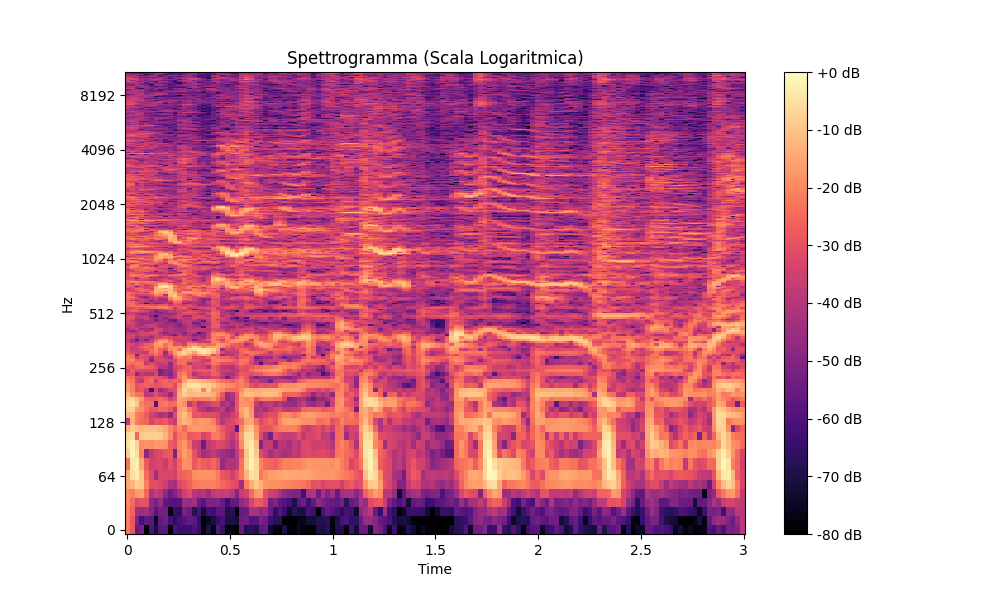 Spettrogramma (Scala Logaritmica)
Hz
8192
4096
2048
1024
512
256
128
64
0
0
0.5
1
1.5
2
2.5
3
Time
+0 dB
-10 dB
-20 dB
-30 dB
-40 dB
-50 dB
-60 dB
-70 dB
-80 dB